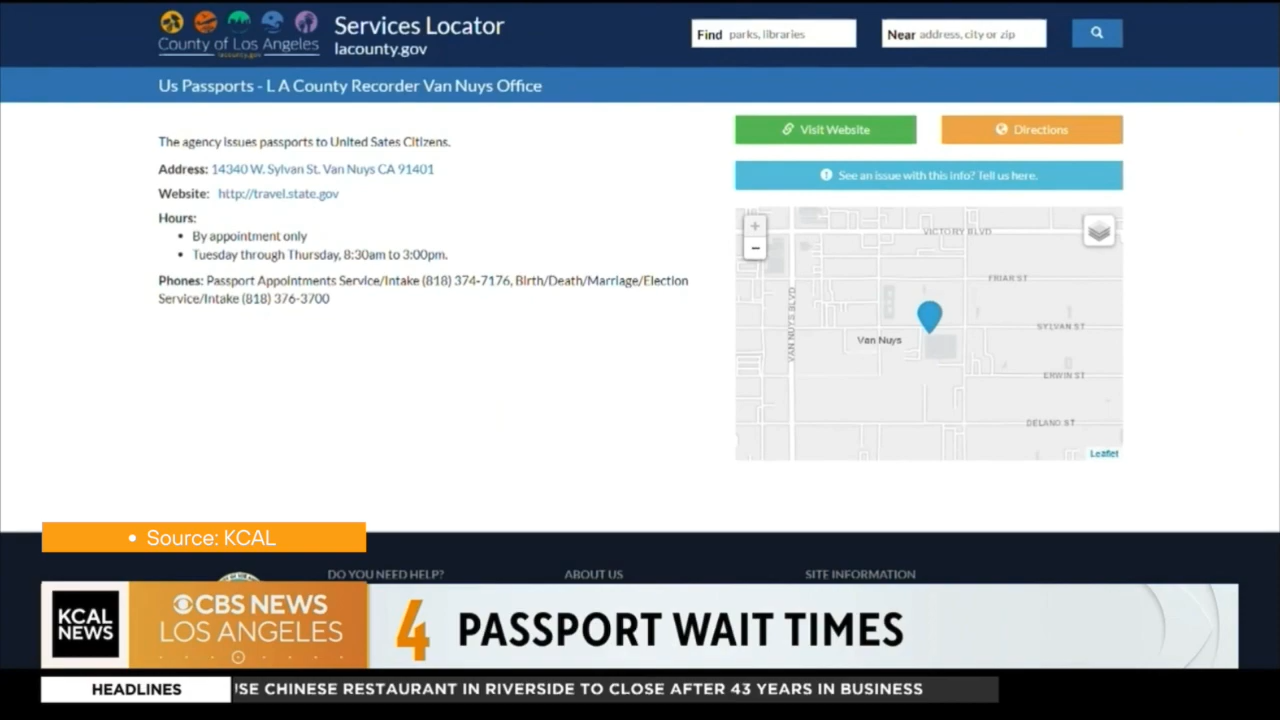 County of Los Angeles
lacounty.gov
Services Locator
lacounty.gov
Find parks, libraries
Near address, city or zip
Us Passports - L A County Recorder Van Nuys Office
The agency issues passports to United Sates Citizens.
Address: 14340 W. Sylvan St. Van Nuys CA 91401
Website: http://travel.state.gov
Hours:
• By appointment only
• Tuesday through Thursday, 8:30am to 3:00pm.
Phones: Passport Appointments Service/Intake (818) 374-7176, Birth/Death/Marriage/Election
Service/Intake (818) 376-3700
Visit Website
Directions
See an issue with this info? Tell us here.
+
−
VICTORY BLVD
FRIAR ST
VAN NUYS BLVD
SYLVAN ST
Van Nuys
ERWIN ST
DELANO ST
Leaflet
• Source: KCAL
DO YOU NEED HELP?
ABOUT US
SITE INFORMATION
KCAL
NEWS
CBS NEWS
LOS ANGELES
4 PASSPORT WAIT TIMES
HEADLINES
SE CHINESE RESTAURANT IN RIVERSIDE TO CLOSE AFTER 43 YEARS IN BUSINESS